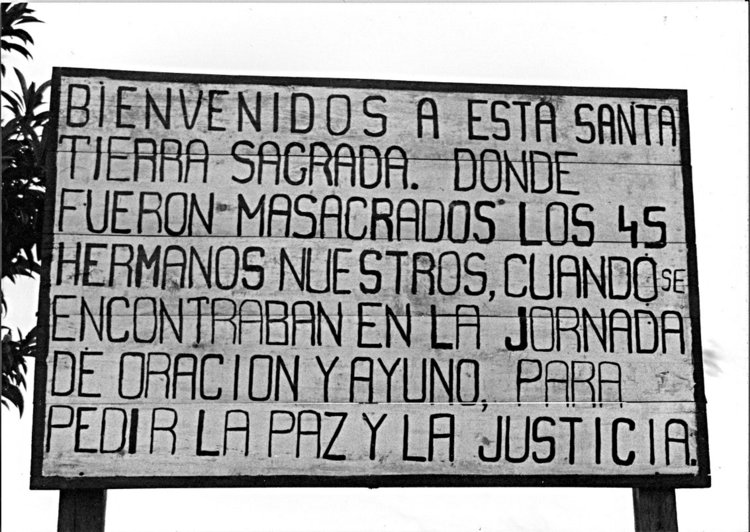 BIENVENIDOS A ESTA SANTA
TIERRA SAGRADA. DONDE
FUERON MASACRADOS LOS 45
HERMANOS NUESTROS, CUANDO SE
ENCONTRABAN EN LA JORNADA
DE ORACION Y AYUNO, PARA
PEDIR LA PAZ Y LA JUSTICIA.